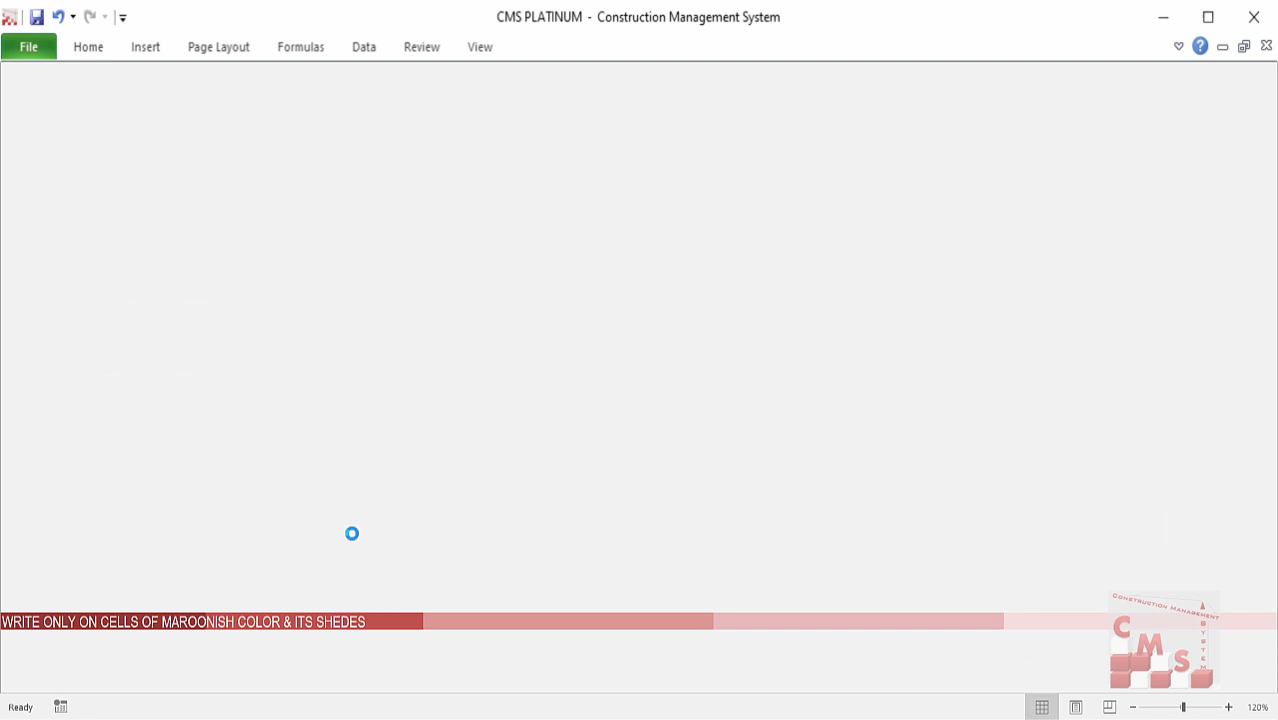 CMS PLATINUM - Construction Management System
File Home Insert Page Layout Formulas Data Review View
WRITE ONLY ON CELLS OF MAROONISH COLOR & ITS SHEDES
CONSTRUCTION MANAGEMENT
SYSTEM
CMS
Ready 120%